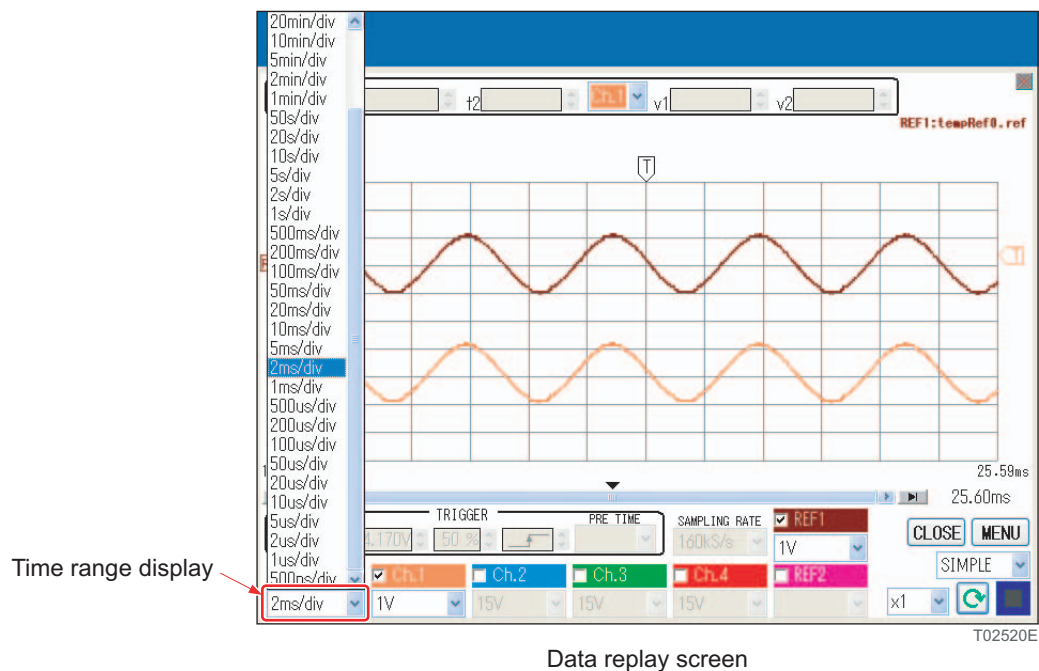 20min/div
10min/div
5min/div
2min/div
1min/div
50s/div
20s/div
10s/div
5s/div
2s/div
1s/div
500ms/div
200ms/div
100ms/div
50ms/div
20ms/div
10ms/div
5ms/div
2ms/div
1ms/div
500us/div
200us/div
100us/div
50us/div
20us/div
10us/div
5us/div
2us/div
1us/div
500ns/div
t2 Ch.1 v1 v2
REF1:tempRef0.ref
T
T
25.59ms
25.60ms
TRIGGER PRE TIME SAMPLING RATE REF1
4.170V 50 % 160kS/s 1V CLOSE MENU
SIMPLE
Ch.1 Ch.2 Ch.3 Ch.4 REF2
Time range display
2ms/div 1V 15V 15V 15V x1
T02520E
Data replay screen